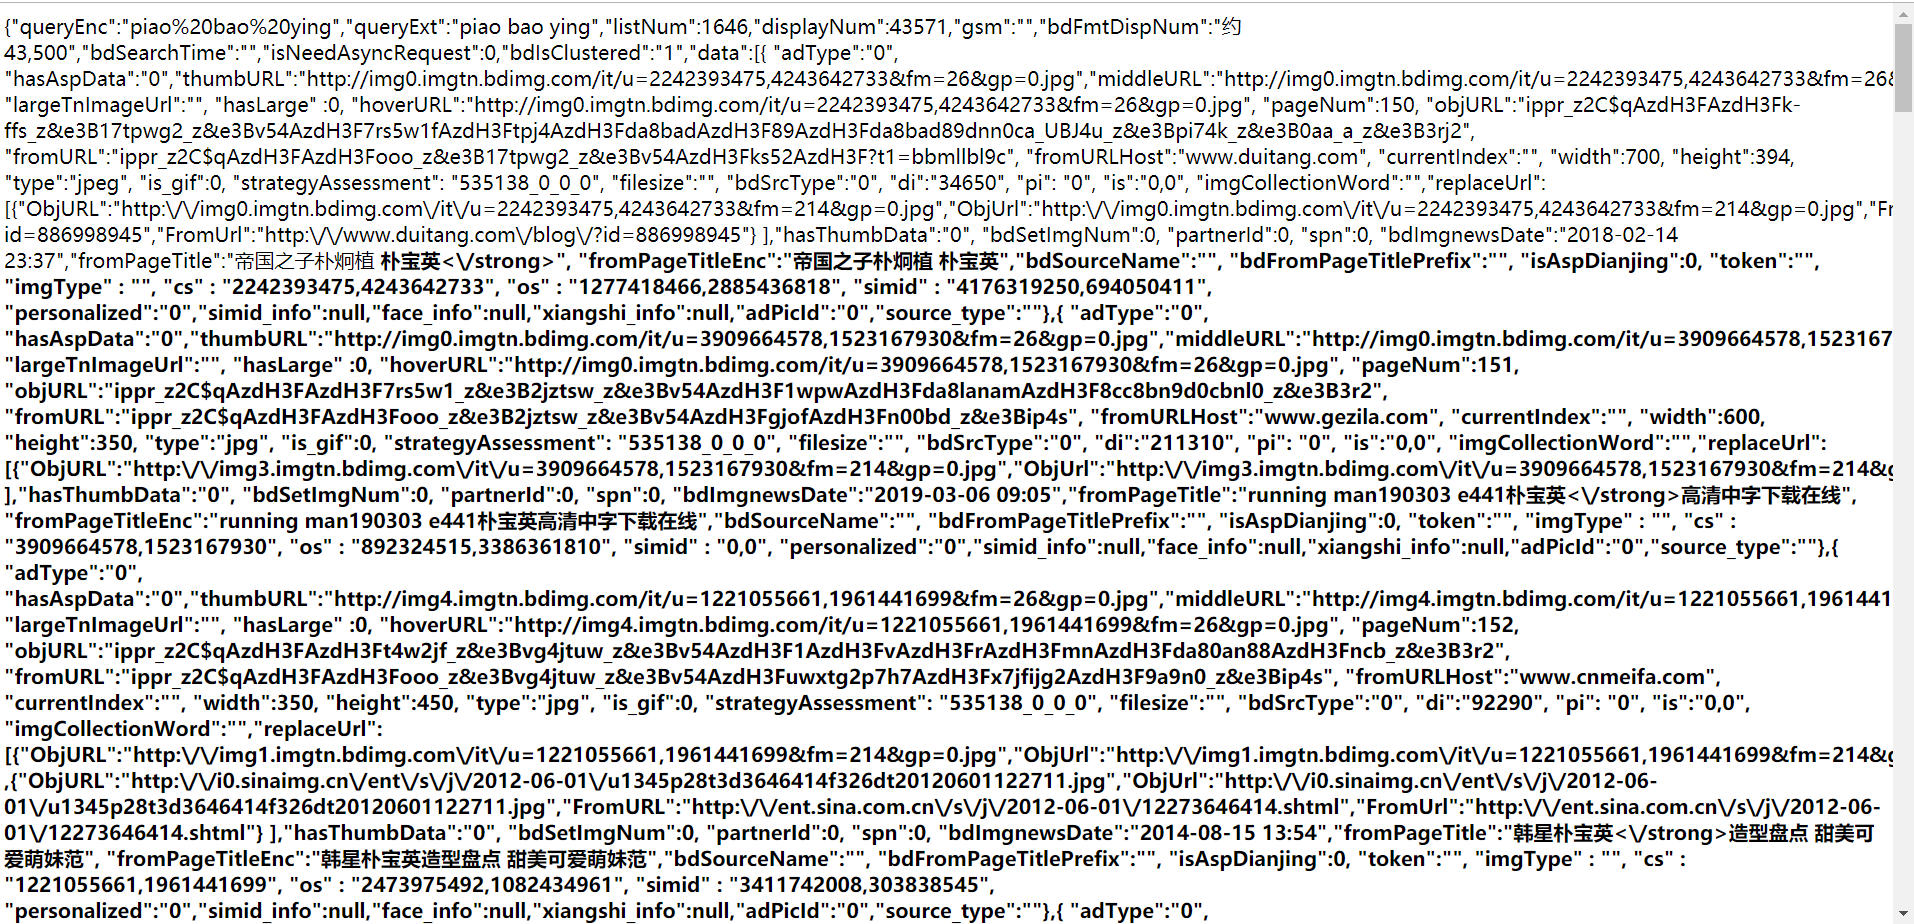 {"queryEnc":"piao%20bao%20ying","queryExt":"piao bao ying","listNum":1646,"displayNum":43571,"gsm":"","bdFmtDispNum":"约
43,500","bdSearchTime":"","isNeedAsyncRequest":0,"bdIsClustered":"1","data":[{ "adType":"0",
"hasAspData":"0","thumbURL":"http://img0.imgtn.bdimg.com/it/u=2242393475,4243642733&fm=26&gp=0.jpg","middleURL":"http://img0.imgtn.bdimg.com/it/u=2242393475,4243642733&fm=26&
"largeTnImageUrl":"", "hasLarge" :0, "hoverURL":"http://img0.imgtn.bdimg.com/it/u=2242393475,4243642733&fm=26&gp=0.jpg", "pageNum":150, "objURL":"ippr_z2C$qAzdH3FAzdH3Fk-
ffs_z&e3B17tpwg2_z&e3Bv54AzdH3F7rs5w1fAzdH3Ftpj4AzdH3Fda8badAzdH3F89AzdH3Fda8bad89dnn0ca_UBJ4u_z&e3Bpi74k_z&e3B0aa_a_z&e3B3rj2",
"fromURL":"ippr_z2C$qAzdH3FAzdH3Fooo_z&e3B17tpwg2_z&e3Bv54AzdH3Fks52AzdH3F?t1=bbmllbl9c", "fromURLHost":"www.duitang.com", "currentIndex":"", "width":700, "height":394,
"type":"jpeg", "is_gif":0, "strategyAssessment": "535138_0_0_0", "filesize":"", "bdSrcType":"0", "di":"34650", "pi": "0", "is":"0,0", "imgCollectionWord":"","replaceUrl":
[{"ObjURL":"http:\/\/img0.imgtn.bdimg.com\/it\/u=2242393475,4243642733&fm=214&gp=0.jpg","ObjUrl":"http:\/\/img0.imgtn.bdimg.com\/it\/u=2242393475,4243642733&fm=214&gp=0.jpg","Fr
id=886998945","FromUrl":"http:\/\/www.duitang.com\/blog\/?id=886998945"} ],"hasThumbData":"0", "bdSetImgNum":0, "partnerId":0, "spn":0, "bdImgnewsDate":"2018-02-14
23:37","fromPageTitle":"帝国之子朴炯植 朴宝英<\/strong>", "fromPageTitleEnc":"帝国之子朴炯植 朴宝英","bdSourceName":"", "bdFromPageTitlePrefix":"", "isAspDianjing":0, "token":"",
"imgType" : "", "cs" : "2242393475,4243642733", "os" : "1277418466,2885436818", "simid" : "4176319250,694050411",
"personalized":"0","simid_info":null,"face_info":null,"xiangshi_info":null,"adPicId":"0","source_type":""},{ "adType":"0",
"hasAspData":"0","thumbURL":"http://img0.imgtn.bdimg.com/it/u=3909664578,1523167930&fm=26&gp=0.jpg","middleURL":"http://img0.imgtn.bdimg.com/it/u=3909664578,1523167
"largeTnImageUrl":"", "hasLarge" :0, "hoverURL":"http://img0.imgtn.bdimg.com/it/u=3909664578,1523167930&fm=26&gp=0.jpg", "pageNum":151,
"objURL":"ippr_z2C$qAzdH3FAzdH3F7rs5w1_z&e3B2jztsw_z&e3Bv54AzdH3F1wpwAzdH3Fda8lanamAzdH3F8cc8bn9d0cbnl0_z&e3B3r2",
"fromURL":"ippr_z2C$qAzdH3FAzdH3Fooo_z&e3B2jztsw_z&e3Bv54AzdH3FgjofAzdH3Fn00bd_z&e3Bip4s", "fromURLHost":"www.gezila.com", "currentIndex":"", "width":600,
"height":350, "type":"jpg", "is_gif":0, "strategyAssessment": "535138_0_0_0", "filesize":"", "bdSrcType":"0", "di":"211310", "pi": "0", "is":"0,0", "imgCollectionWord":"","replaceUrl":
[{"ObjURL":"http:\/\/img3.imgtn.bdimg.com\/it\/u=3909664578,1523167930&fm=214&gp=0.jpg","ObjUrl":"http:\/\/img3.imgtn.bdimg.com\/it\/u=3909664578,1523167930&fm=214&g
],"hasThumbData":"0", "bdSetImgNum":0, "partnerId":0, "spn":0, "bdImgnewsDate":"2019-03-06 09:05","fromPageTitle":"running man190303 e441朴宝英<\/strong>高清中字下载在线",
"fromPageTitleEnc":"running man190303 e441朴宝英高清中字下载在线","bdSourceName":"", "bdFromPageTitlePrefix":"", "isAspDianjing":0, "token":"", "imgType" : "", "cs" :
"3909664578,1523167930", "os" : "892324515,3386361810", "simid" : "0,0", "personalized":"0","simid_info":null,"face_info":null,"xiangshi_info":null,"adPicId":"0","source_type":""},{
"adType":"0",
"hasAspData":"0","thumbURL":"http://img4.imgtn.bdimg.com/it/u=1221055661,1961441699&fm=26&gp=0.jpg","middleURL":"http://img4.imgtn.bdimg.com/it/u=1221055661,1961441
"largeTnImageUrl":"", "hasLarge" :0, "hoverURL":"http://img4.imgtn.bdimg.com/it/u=1221055661,1961441699&fm=26&gp=0.jpg", "pageNum":152,
"objURL":"ippr_z2C$qAzdH3FAzdH3Ft4w2jf_z&e3Bvg4jtuw_z&e3Bv54AzdH3F1AzdH3FvAzdH3FrAzdH3FmnAzdH3Fda80an88AzdH3Fncb_z&e3B3r2",
"fromURL":"ippr_z2C$qAzdH3FAzdH3Fooo_z&e3Bvg4jtuw_z&e3Bv54AzdH3Fuwxtg2p7h7AzdH3Fx7jfijg2AzdH3F9a9n0_z&e3Bip4s", "fromURLHost":"www.cnmeifa.com",
"currentIndex":"", "width":350, "height":450, "type":"jpg", "is_gif":0, "strategyAssessment": "535138_0_0_0", "filesize":"", "bdSrcType":"0", "di":"92290", "pi": "0", "is":"0,0",
"imgCollectionWord":"","replaceUrl":
[{"ObjURL":"http:\/\/img1.imgtn.bdimg.com\/it\/u=1221055661,1961441699&fm=214&gp=0.jpg","ObjUrl":"http:\/\/img1.imgtn.bdimg.com\/it\/u=1221055661,1961441699&fm=214&g
,{"ObjURL":"http:\/\/i0.sinaimg.cn\/ent\/s\/j\/2012-06-01\/u1345p28t3d3646414f326dt20120601122711.jpg","ObjUrl":"http:\/\/i0.sinaimg.cn\/ent\/s\/j\/2012-06-
01\/u1345p28t3d3646414f326dt20120601122711.jpg","FromURL":"http:\/\/ent.sina.com.cn\/s\/j\/2012-06-01\/12273646414.shtml","FromUrl":"http:\/\/ent.sina.com.cn\/s\/j\/2012-06-
01\/12273646414.shtml"} ],"hasThumbData":"0", "bdSetImgNum":0, "partnerId":0, "spn":0, "bdImgnewsDate":"2014-08-15 13:54","fromPageTitle":"韩星朴宝英<\/strong>造型盘点 甜美可
爱萌妹范", "fromPageTitleEnc":"韩星朴宝英造型盘点 甜美可爱萌妹范","bdSourceName":"", "bdFromPageTitlePrefix":"", "isAspDianjing":0, "token":"", "imgType" : "", "cs" :
"1221055661,1961441699", "os" : "2473975492,1082434961", "simid" : "3411742008,303838545",
"personalized":"0","simid_info":null,"face_info":null,"xiangshi_info":null,"adPicId":"0","source_type":""},{ "adType":"0",